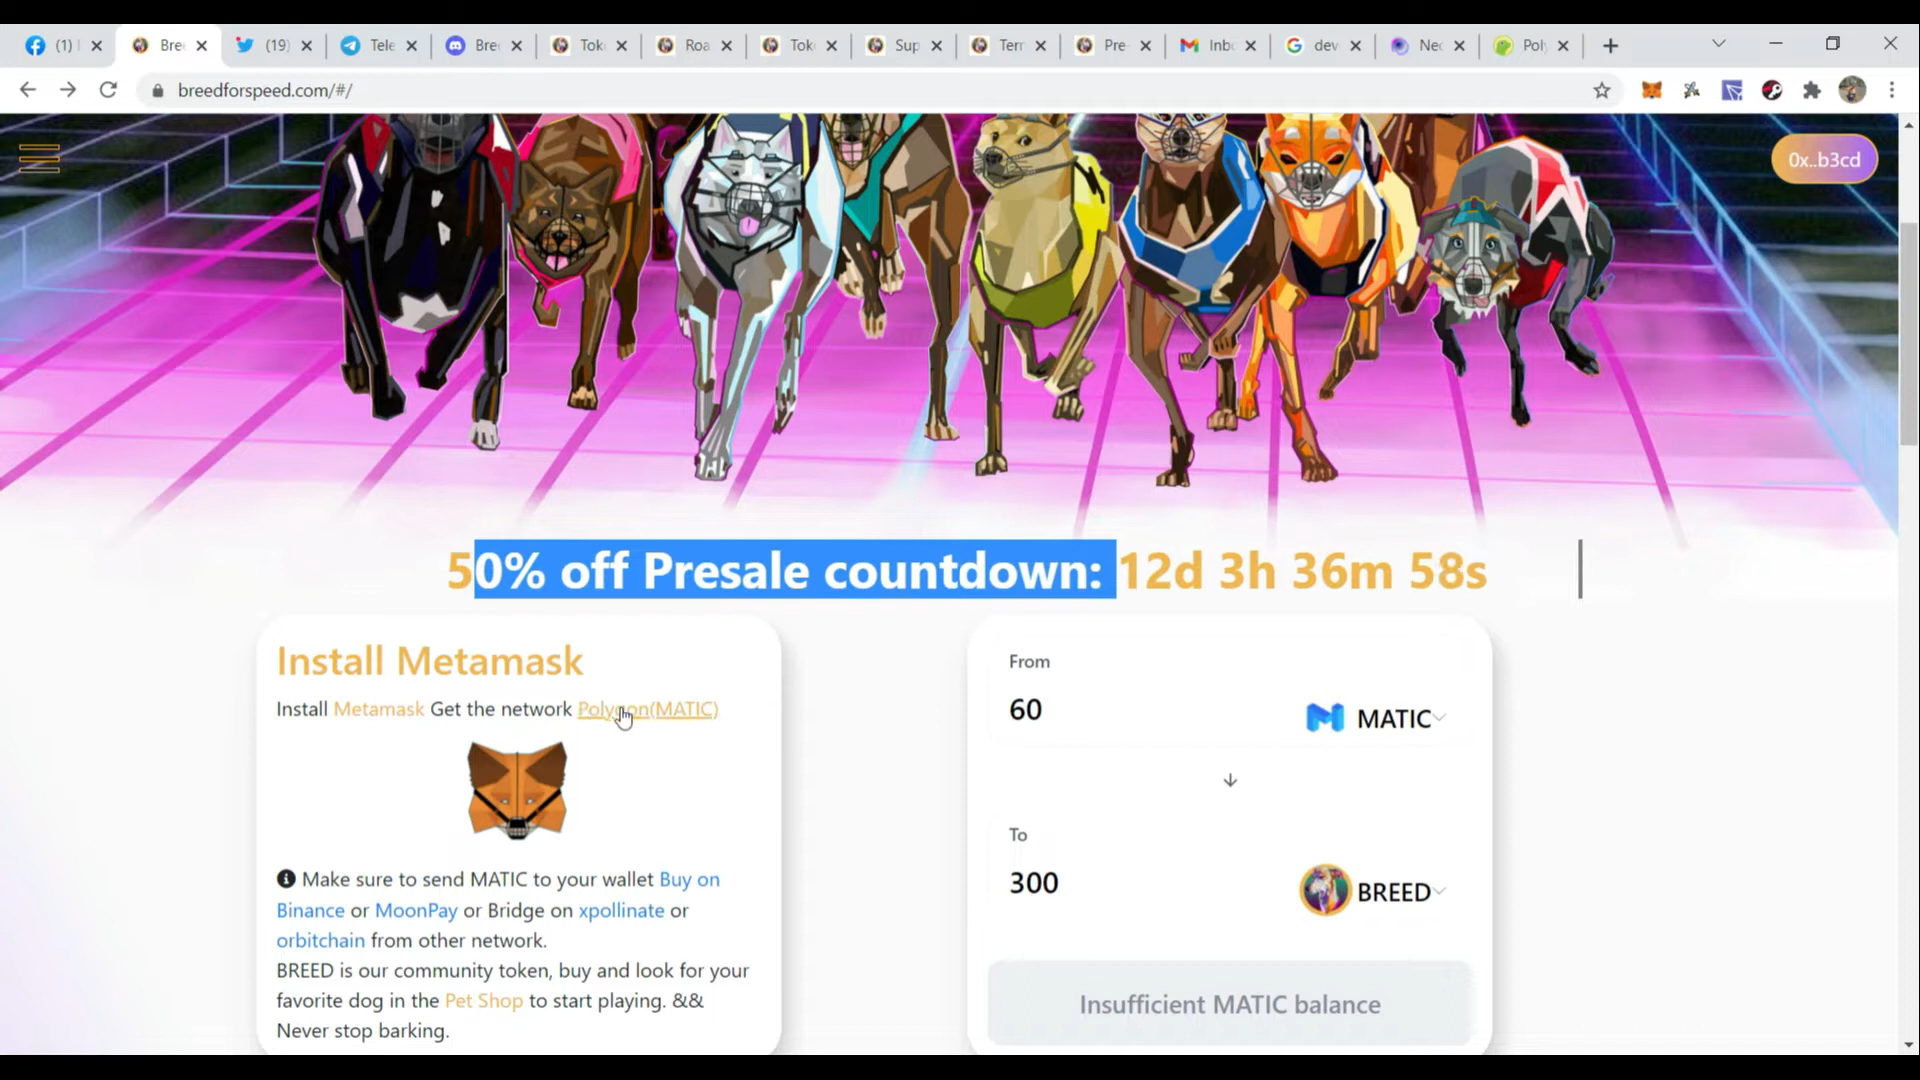 (1)
Bre
(19)
Tele
Bre
Tok
Roa
Tok
Sup
Terr
Pre-
Inb
dev
Nec
Poly
breedforspeed.com/#/
0x..b3cd
50% off Presale countdown: 12d 3h 36m 58s
Install Metamask
Install Metamask Get the network Polygon(MATIC)
Make sure to send MATIC to your wallet Buy on
Binance or MoonPay or Bridge on xpollinate or
orbitchain from other network.
BREED is our community token, buy and look for your
favorite dog in the Pet Shop to start playing. &&
Never stop barking.
From
60
MATIC
To
300
BREED
Insufficient MATIC balance